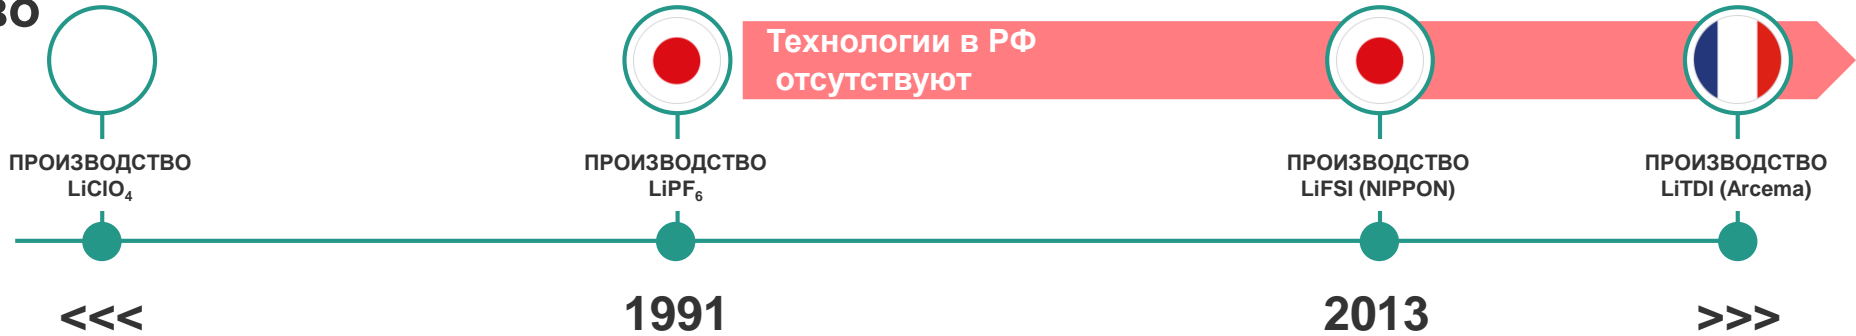 во
Технологии в РФ
отсутствуют
ПРОИЗВОДСТВО
LiClO₄
ПРОИЗВОДСТВО
LiPF₆
ПРОИЗВОДСТВО
LiFSI (NIPPON)
ПРОИЗВОДСТВО
LiTDI (Arcema)
<<<
1991
2013
>>>